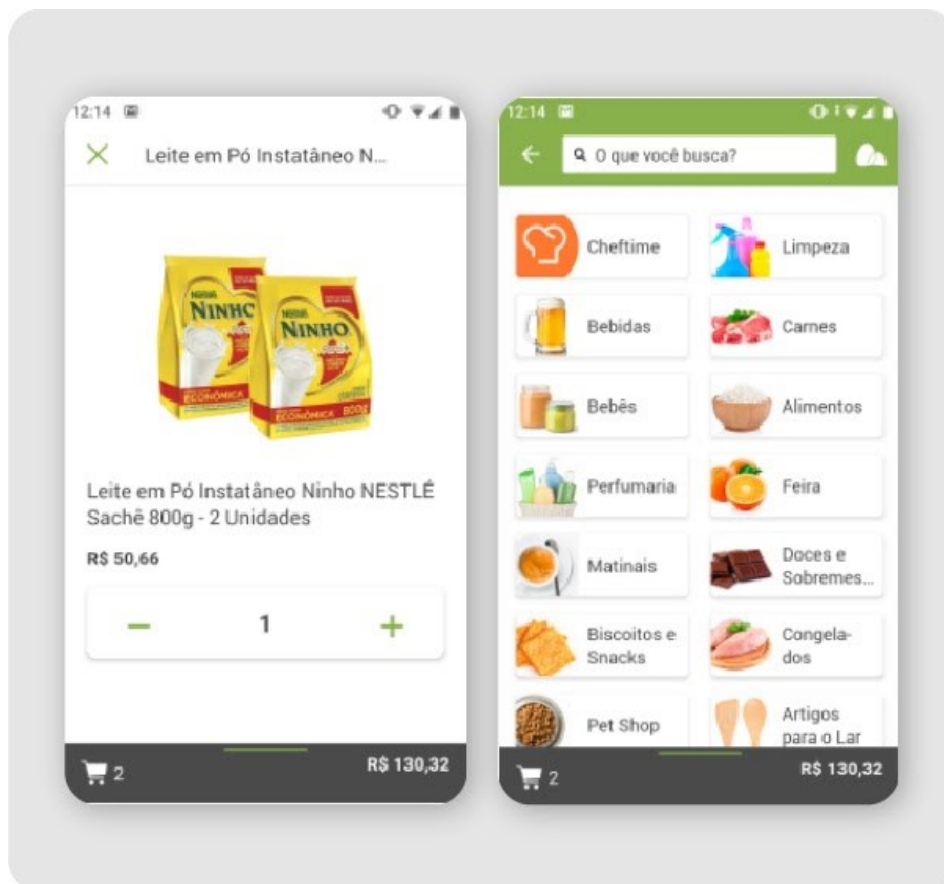 12:14
Leite em Pó Instatâneo N...
NESTLÉ
NINHO
NESTLÉ
NINHO
ECONÔMICA
ECONÔMICA 800g
Leite em Pó Instatâneo Ninho NESTLÉ
Sachê 800g - 2 Unidades
R$ 50,66
1
2
R$ 130,32
12:14
O que você busca?
Cheftime
Limpeza
Bebidas
Carnes
Bebês
Alimentos
Perfumaria
Feira
Matinais
Doces e
Sobremes...
Biscoitos e
Snacks
Congela-
dos
Pet Shop
Artigos
para o Lar
2
R$ 130,32